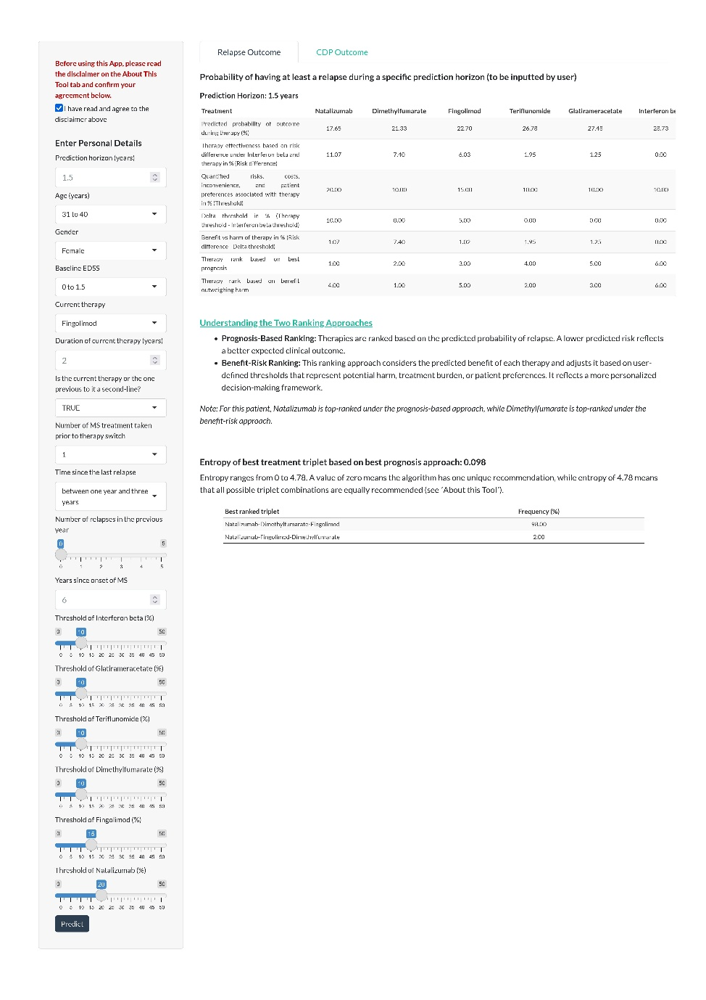 Before using this App, please read
the disclaimer on the About This
Tool tab and confirm your
agreement below.
I have read and agree to the
disclaimer above
Enter Personal Details
Prediction horizon (years)
1.5
Age (years)
31 to 40
Gender
Female
Baseline EDSS
0 to 1.5
Current therapy
Fingolimod
Duration of current therapy (years)
2
Is the current therapy or the one
previous to it a second-line?
TRUE
Number of MS treatment taken
prior to therapy switch
1
Time since the last relapse
between one year and three
years
Number of relapses in the previous
year
0 5
0 1 2 3 4 5
Years since onset of MS
6
Threshold of Interferon beta (%)
0 10 50
0 5 10 15 20 25 30 35 40 45 50
Threshold of Glatirameracetate (%)
0 10 50
0 5 10 15 20 25 30 35 40 45 50
Threshold of Teriflunomide (%)
0 10 50
0 5 10 15 20 25 30 35 40 45 50
Threshold of Dimethylfumarate (%)
0 10 50
0 5 10 15 20 25 30 35 40 45 50
Threshold of Fingolimod (%)
0 15 50
0 5 10 15 20 25 30 35 40 45 50
Threshold of Natalizumab (%)
0 20 50
0 5 10 15 20 25 30 35 40 45 50
Predict
Relapse Outcome CDP Outcome
Probability of having at least a relapse during a specific prediction horizon (to be inputted by user)
Prediction Horizon: 1.5 years
Treatment Natalizumab Dimethylfumarate Fingolimod Teriflunomide Glatirameracetate Interferon be
Predicted probability of outcome
during therapy (%) 17.65 21.33 22.70 26.78 27.48 28.73
Therapy effectiveness based on risk
difference under Interferon beta and
therapy in % (Risk difference) 11.07 7.40 6.03 1.95 1.25 0.00
Quantified risks, costs,
inconvenience, and patient
preferences associated with therapy
in % (Threshold) 20.00 10.00 15.00 10.00 10.00 10.00
Delta threshold in % (Therapy
threshold - Interferon beta threshold) 10.00 0.00 5.00 0.00 0.00 0.00
Benefit vs harm of therapy in % (Risk
difference - Delta threshold) 1.07 7.40 1.02 1.95 1.25 0.00
Therapy rank based on best
prognosis 1.00 2.00 3.00 4.00 5.00 6.00
Therapy rank based on benefit
outweighing harm 4.00 1.00 5.00 2.00 3.00 6.00
Understanding the Two Ranking Approaches
• Prognosis-Based Ranking: Therapies are ranked based on the predicted probability of relapse. A lower predicted risk reflects
a better expected clinical outcome.
• Benefit-Risk Ranking: This ranking approach considers the predicted benefit of each therapy and adjusts it based on user-
defined thresholds that represent potential harm, treatment burden, or patient preferences. It reflects a more personalized
decision-making framework.
Note: For this patient, Natalizumab is top-ranked under the prognosis-based approach, while Dimethylfumarate is top-ranked under the
benefit-risk approach.
Entropy of best treatment triplet based on best prognosis approach: 0.098
Entropy ranges from 0 to 4.78. A value of zero means the algorithm has one unique recommendation, while entropy of 4.78 means
that all possible triplet combinations are equally recommended (see ´About this Tool´).
Best ranked triplet Frequency (%)
Natalizumab-Dimethylfumarate-Fingolimod 98.00
Natalizumab-Fingolimod-Dimethylfumarate 2.00